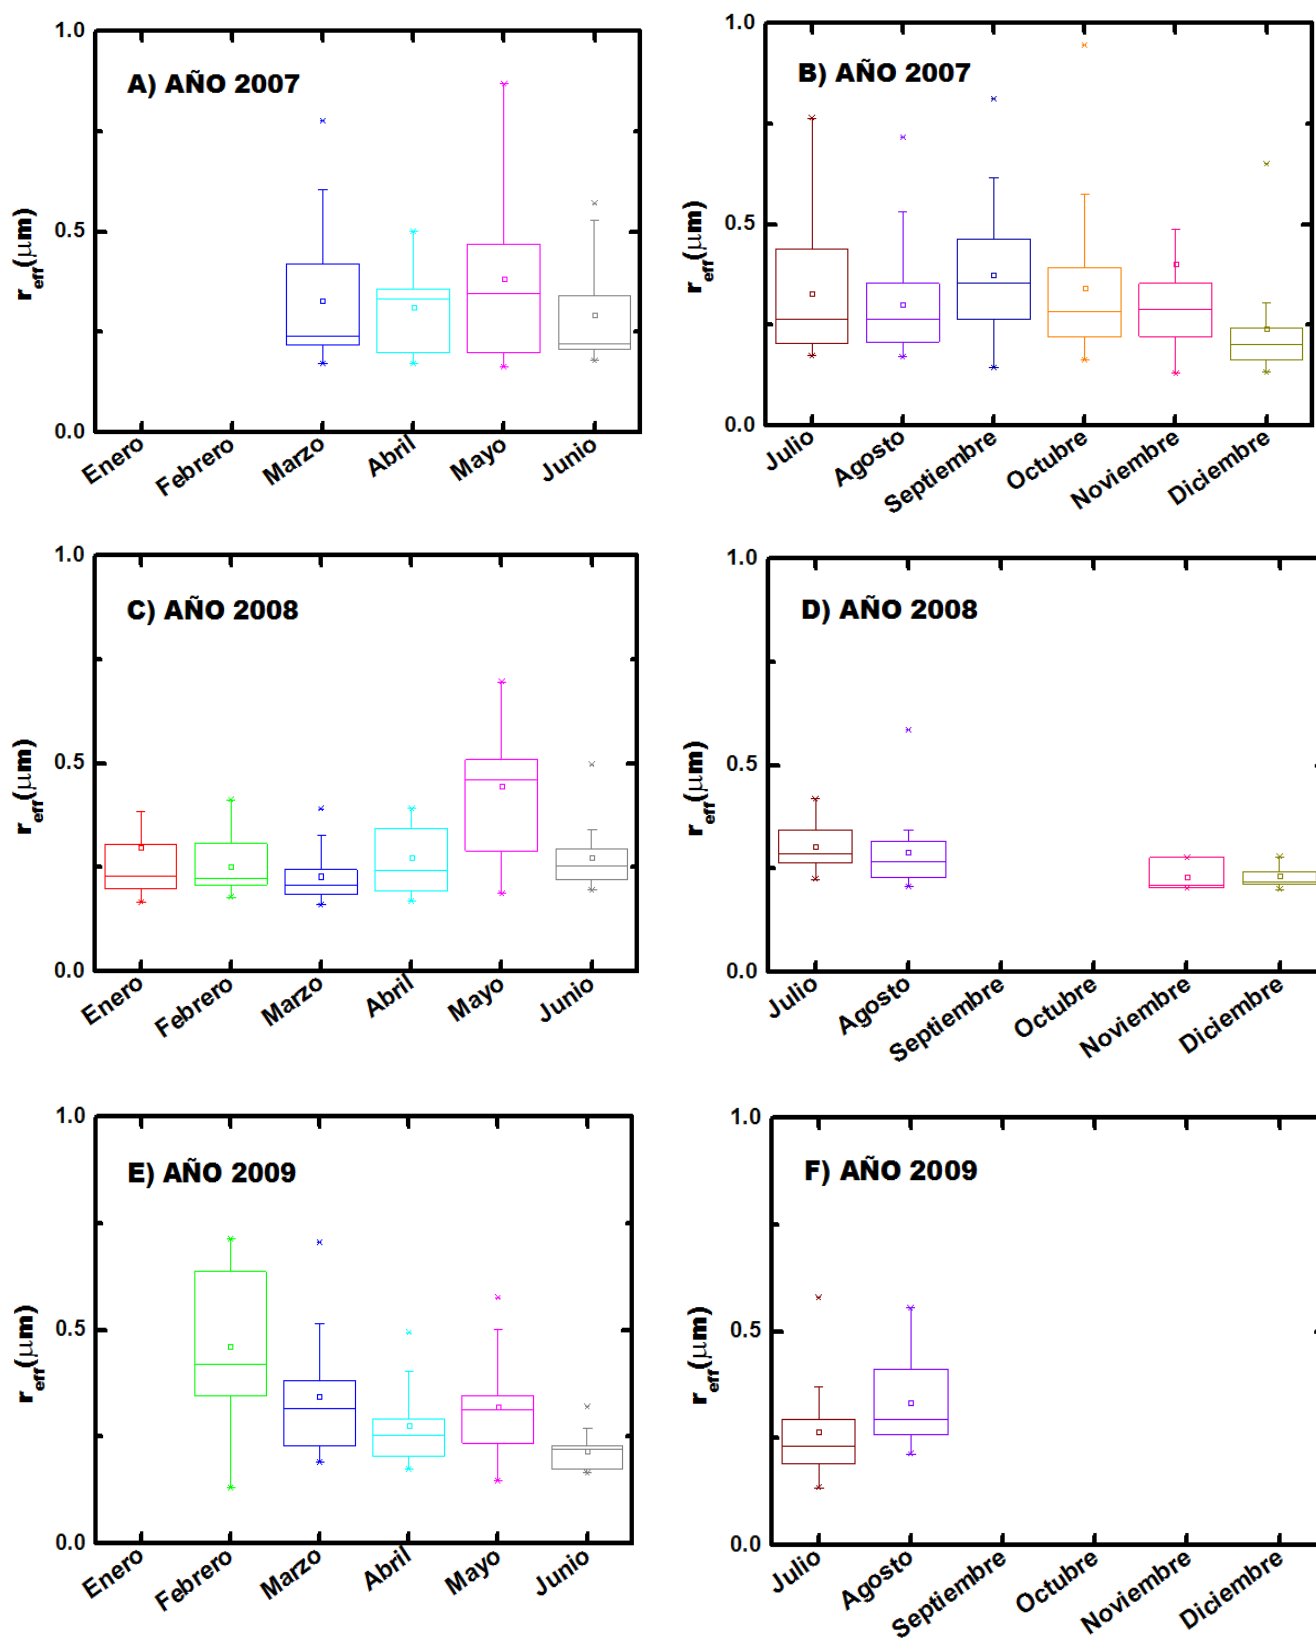 A) AÑO 2007
1.0
0.5
0.0
r_eff(μm)
Enero
Febrero
Marzo
Abril
Mayo
Junio
B) AÑO 2007
1.0
0.5
0.0
r_eff(μm)
Julio
Agosto
Septiembre
Octubre
Noviembre
Diciembre
C) AÑO 2008
1.0
0.5
0.0
r_eff(μm)
Enero
Febrero
Marzo
Abril
Mayo
Junio
D) AÑO 2008
1.0
0.5
0.0
r_eff(μm)
Julio
Agosto
Septiembre
Octubre
Noviembre
Diciembre
E) AÑO 2009
1.0
0.5
0.0
r_eff(μm)
Enero
Febrero
Marzo
Abril
Mayo
Junio
F) AÑO 2009
1.0
0.5
0.0
r_eff(μm)
Julio
Agosto
Septiembre
Octubre
Noviembre
Diciembre